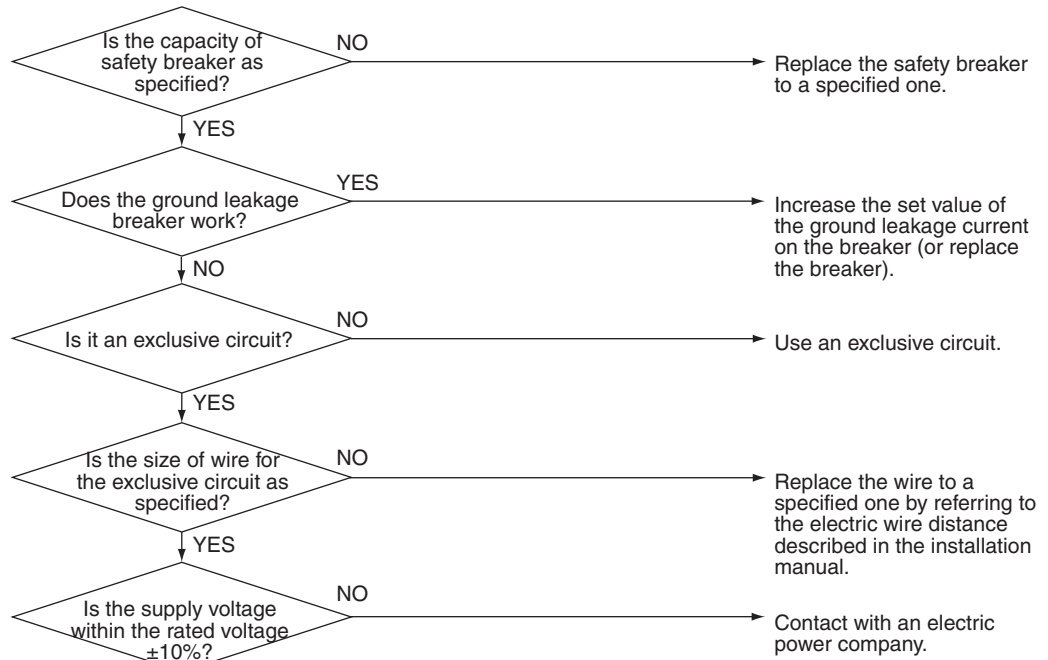 Is the capacity of
safety breaker as
specified?
NO
Replace the safety breaker
to a specified one.
YES
Does the ground leakage
breaker work?
YES
Increase the set value of
the ground leakage current
on the breaker (or replace
the breaker).
NO
Is it an exclusive circuit?
NO
Use an exclusive circuit.
YES
Is the size of wire for
the exclusive circuit as
specified?
NO
Replace the wire to a
specified one by referring to
the electric wire distance
described in the installation
manual.
YES
Is the supply voltage
within the rated voltage
±10%?
NO
Contact with an electric
power company.